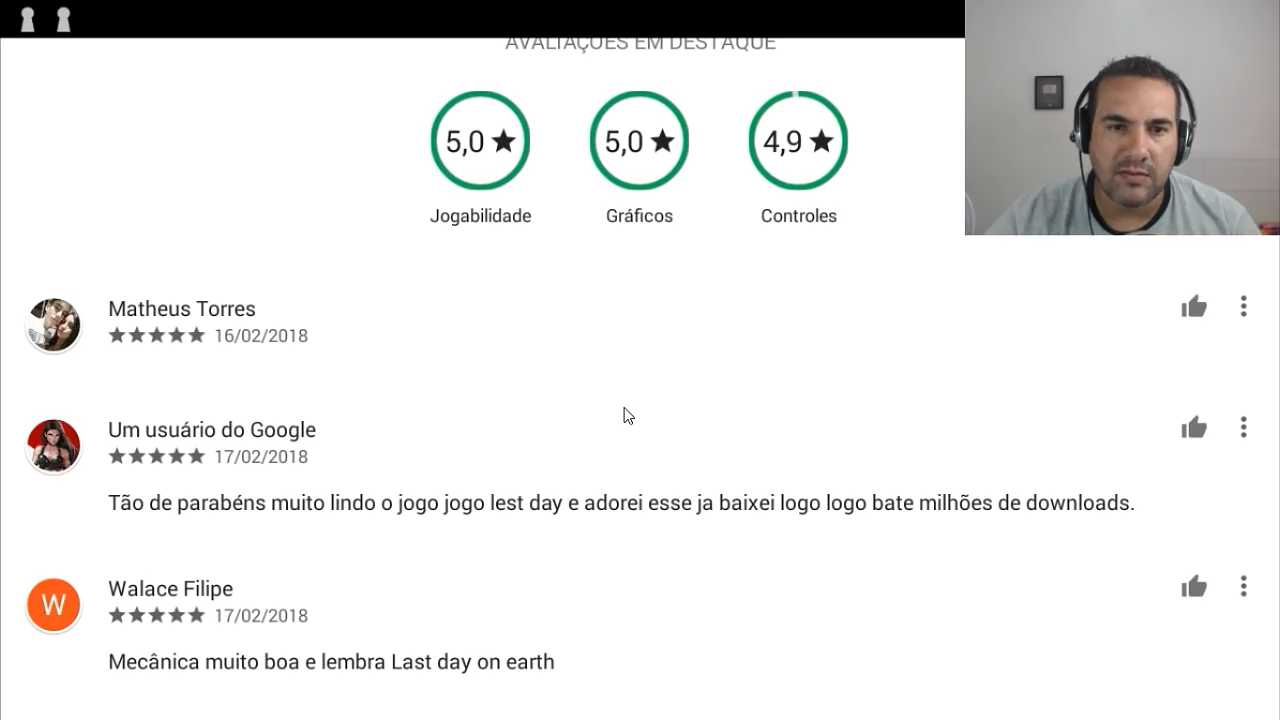 AVALIAÇÕES EM DESTAQUE
5,0 ★ 5,0 ★ 4,9 ★
Jogabilidade Gráficos Controles
Matheus Torres
★★★★★ 16/02/2018
Um usuário do Google
★★★★★ 17/02/2018
Tão de parabéns muito lindo o jogo jogo lest day e adorei esse ja baixei logo logo bate milhões de downloads.
W
Walace Filipe
★★★★★ 17/02/2018
Mecânica muito boa e lembra Last day on earth